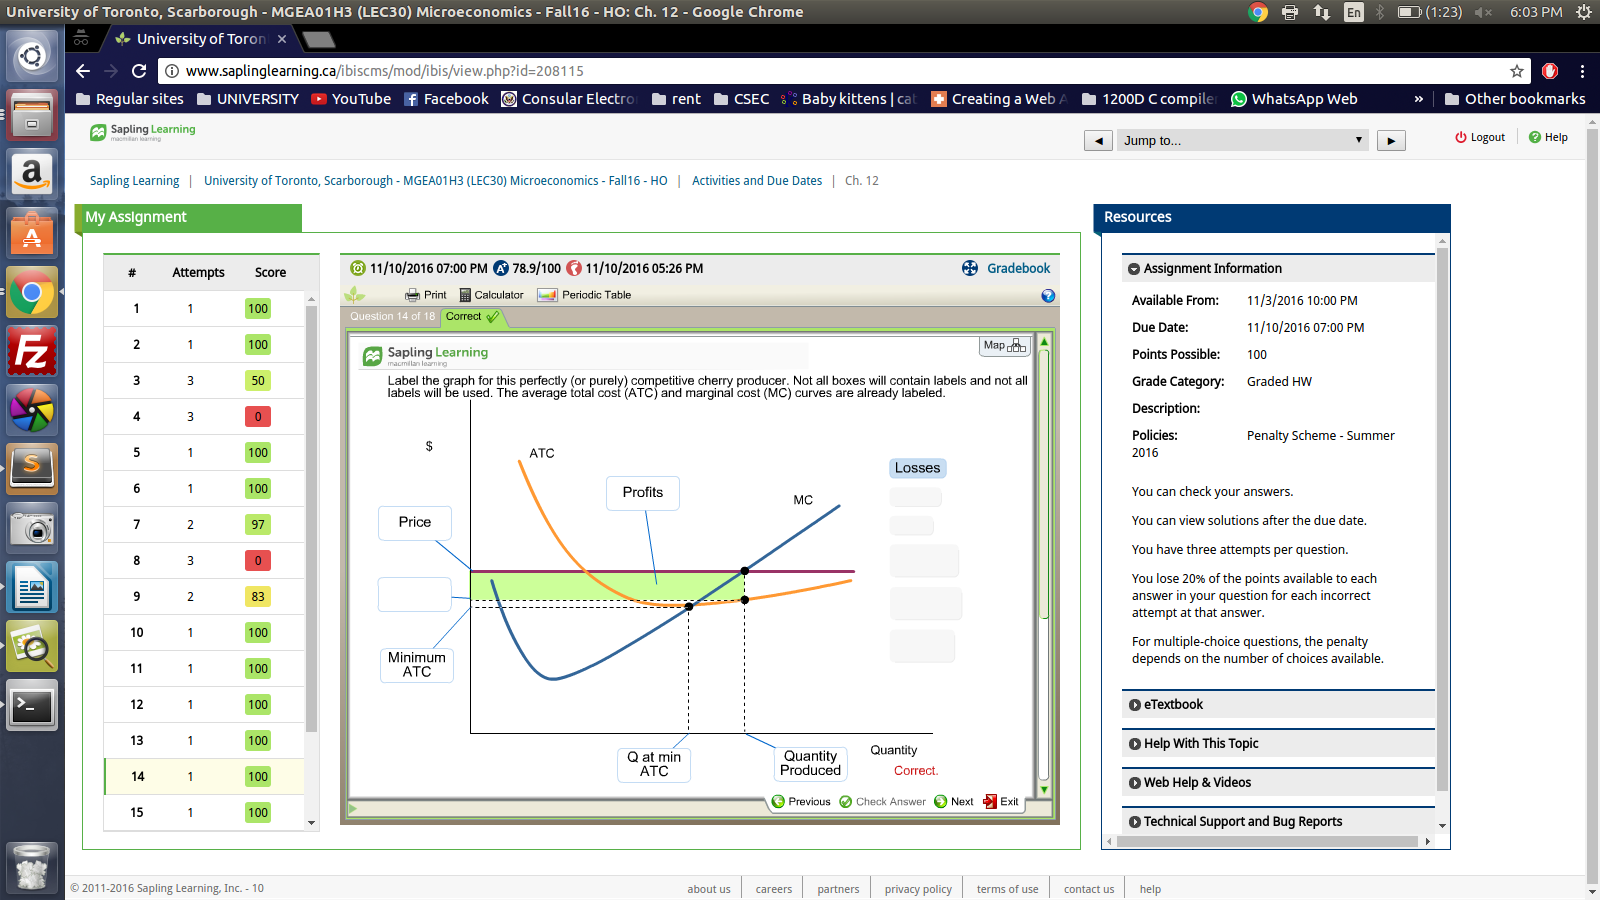 University of Toronto, Scarborough - MGEA01H3 (LEC30) Microeconomics - Fall16 - HO: Ch. 12 - Google Chrome
En (1:23) 6:03 PM
University of Toron
www.saplinglearning.ca/ibiscms/mod/ibis/view.php?id=208115
Regular sites UNIVERSITY YouTube Facebook Consular Electro rent CSEC Baby kittens | cat Creating a Web A 1200D C compile WhatsApp Web » Other bookmarks
Sapling Learning
macmillan learning
Jump to...
Logout Help
Sapling Learning | University of Toronto, Scarborough - MGEA01H3 (LEC30) Microeconomics - Fall16 - HO | Activities and Due Dates | Ch. 12
My Assignment
# Attempts Score
1 1 100
2 1 100
3 3 50
4 3 0
5 1 100
6 1 100
7 2 97
8 3 0
9 2 83
10 1 100
11 1 100
12 1 100
13 1 100
14 1 100
15 1 100
11/10/2016 07:00 PM 78.9/100 11/10/2016 05:26 PM
Gradebook
Print Calculator Periodic Table
Question 14 of 18 Correct
Sapling Learning
macmillan learning
Map
Label the graph for this perfectly (or purely) competitive cherry producer. Not all boxes will contain labels and not all
labels will be used. The average total cost (ATC) and marginal cost (MC) curves are already labeled.
$
ATC
Losses
Profits
MC
Price
Minimum
ATC
Q at min
ATC
Quantity
Produced
Quantity
Correct.
Previous Check Answer Next Exit
Resources
Assignment Information
Available From: 11/3/2016 10:00 PM
Due Date: 11/10/2016 07:00 PM
Points Possible: 100
Grade Category: Graded HW
Description:
Policies: Penalty Scheme - Summer
2016
You can check your answers.
You can view solutions after the due date.
You have three attempts per question.
You lose 20% of the points available to each
answer in your question for each incorrect
attempt at that answer.
For multiple-choice questions, the penalty
depends on the number of choices available.
eTextbook
Help With This Topic
Web Help & Videos
Technical Support and Bug Reports
© 2011-2016 Sapling Learning, Inc. - 10
about us | careers | partners | privacy policy | terms of use | contact us | help